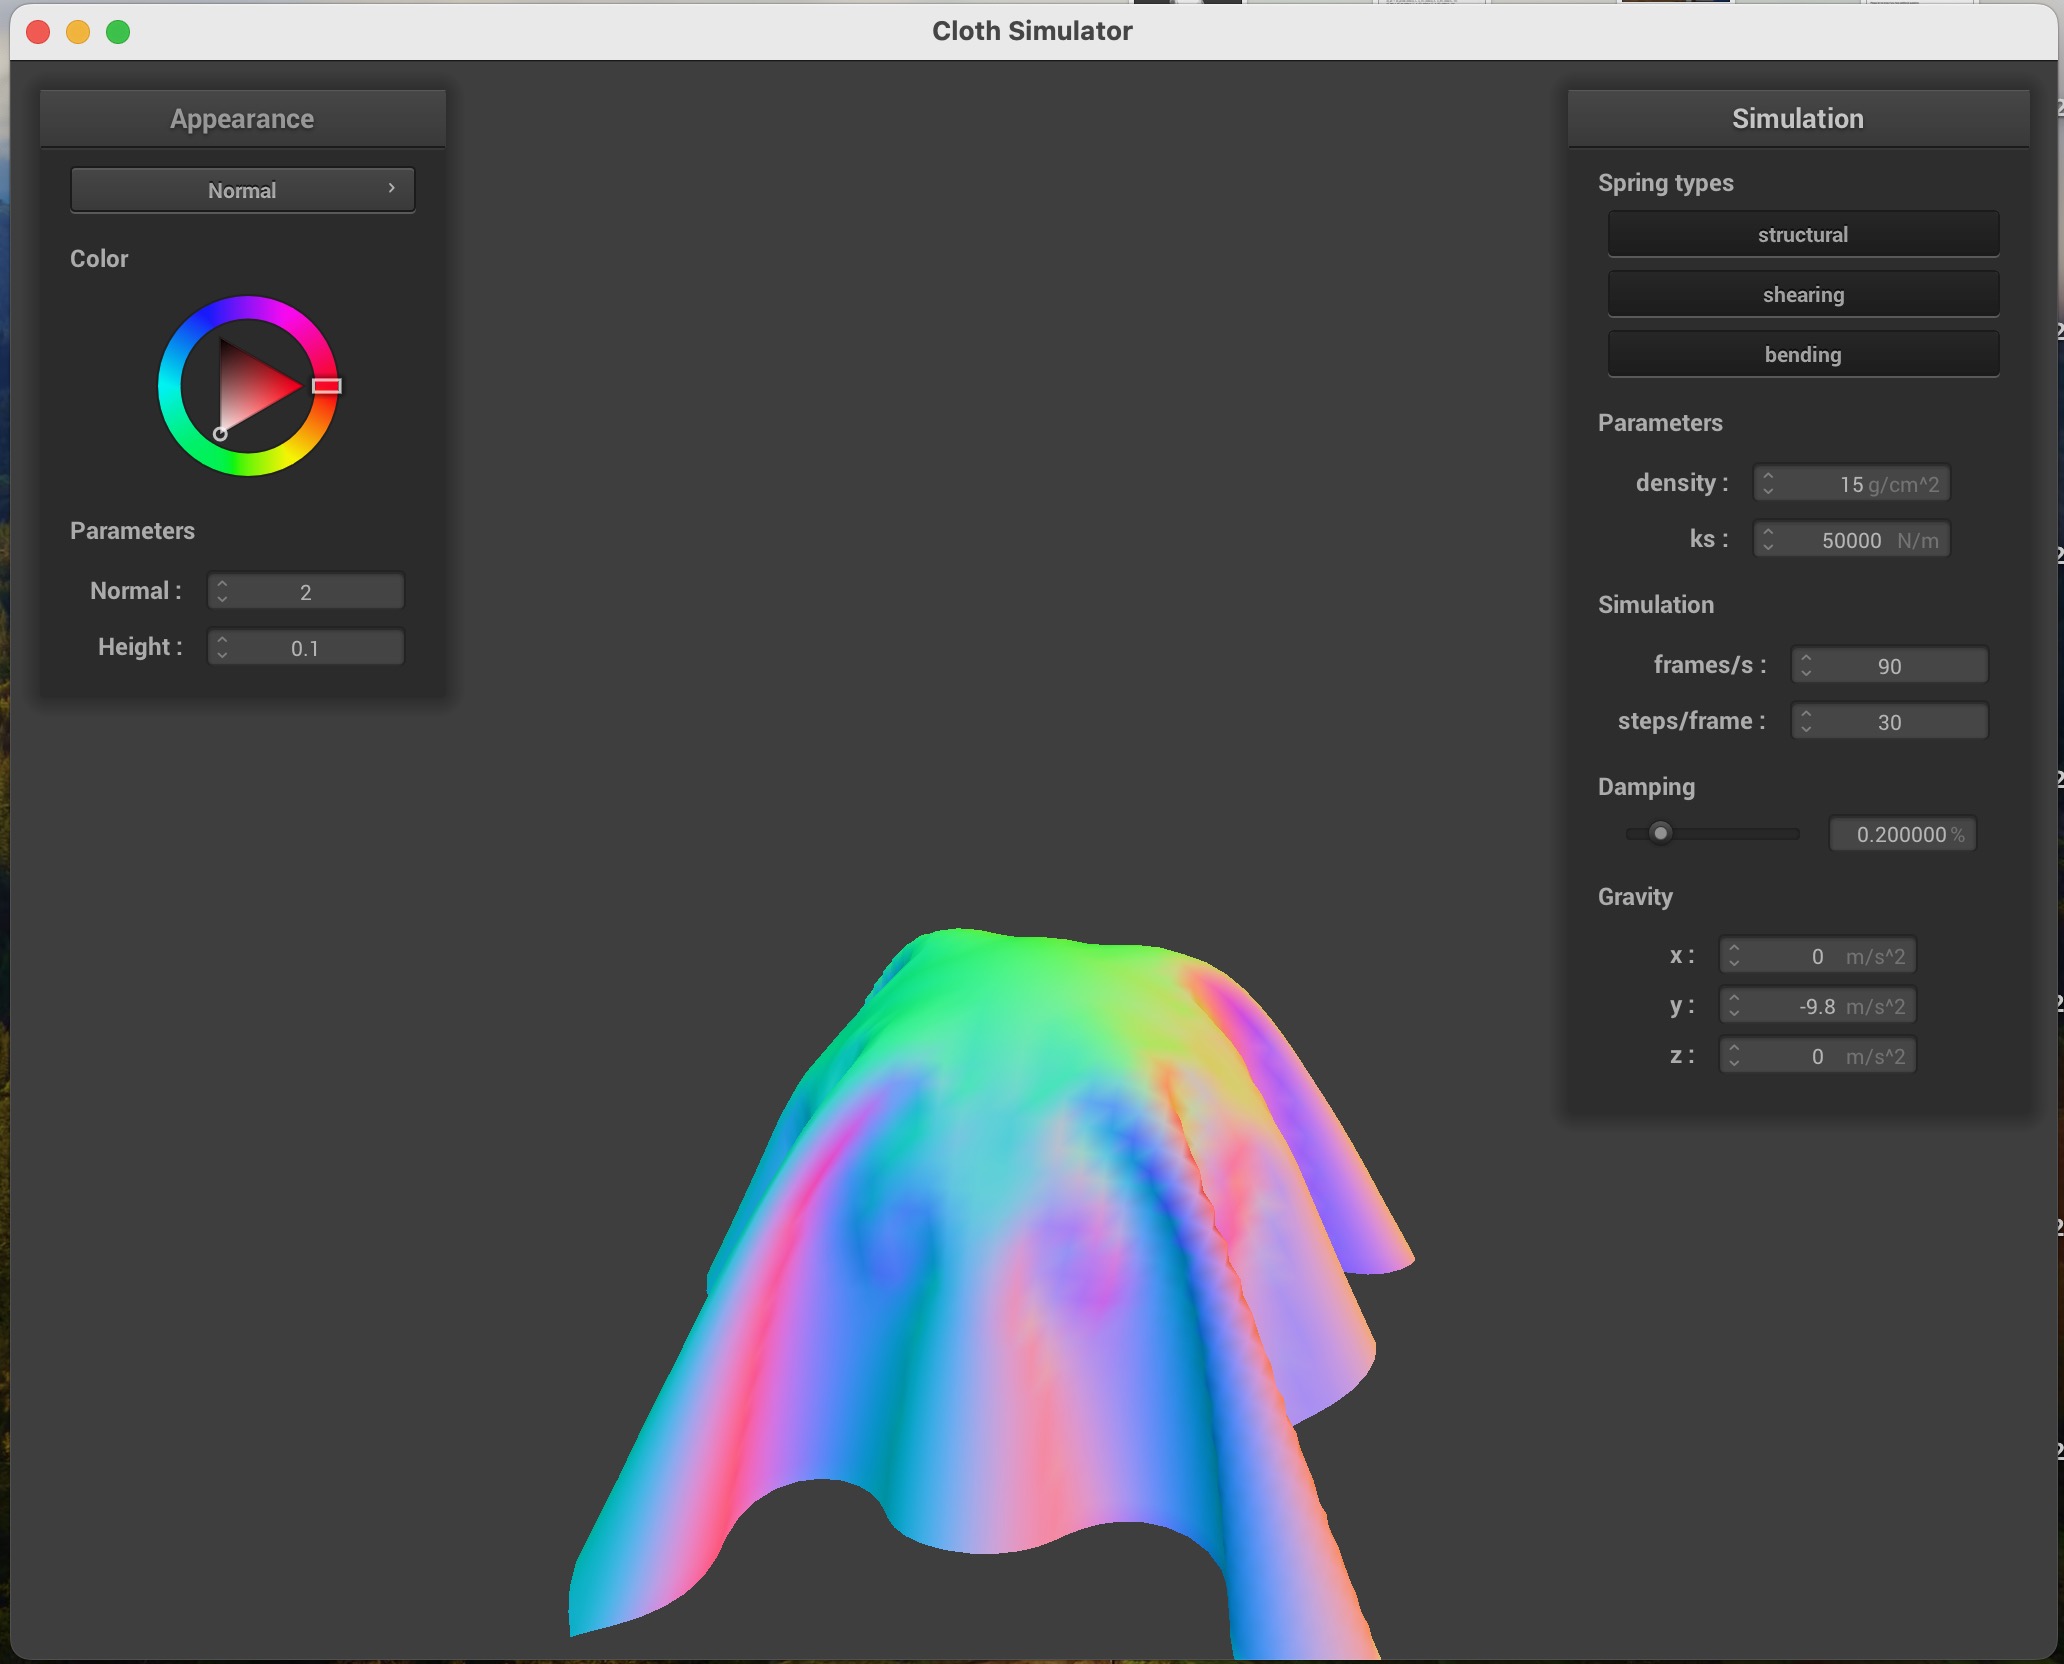 Cloth Simulator
Appearance
Normal
Color
Parameters
Normal : 2
Height : 0.1
Simulation
Spring types
structural
shearing
bending
Parameters
density : 15 g/cm^2
ks : 50000 N/m
Simulation
frames/s : 90
steps/frame : 30
Damping
0.200000 %
Gravity
x : 0 m/s^2
y : -9.8 m/s^2
z : 0 m/s^2